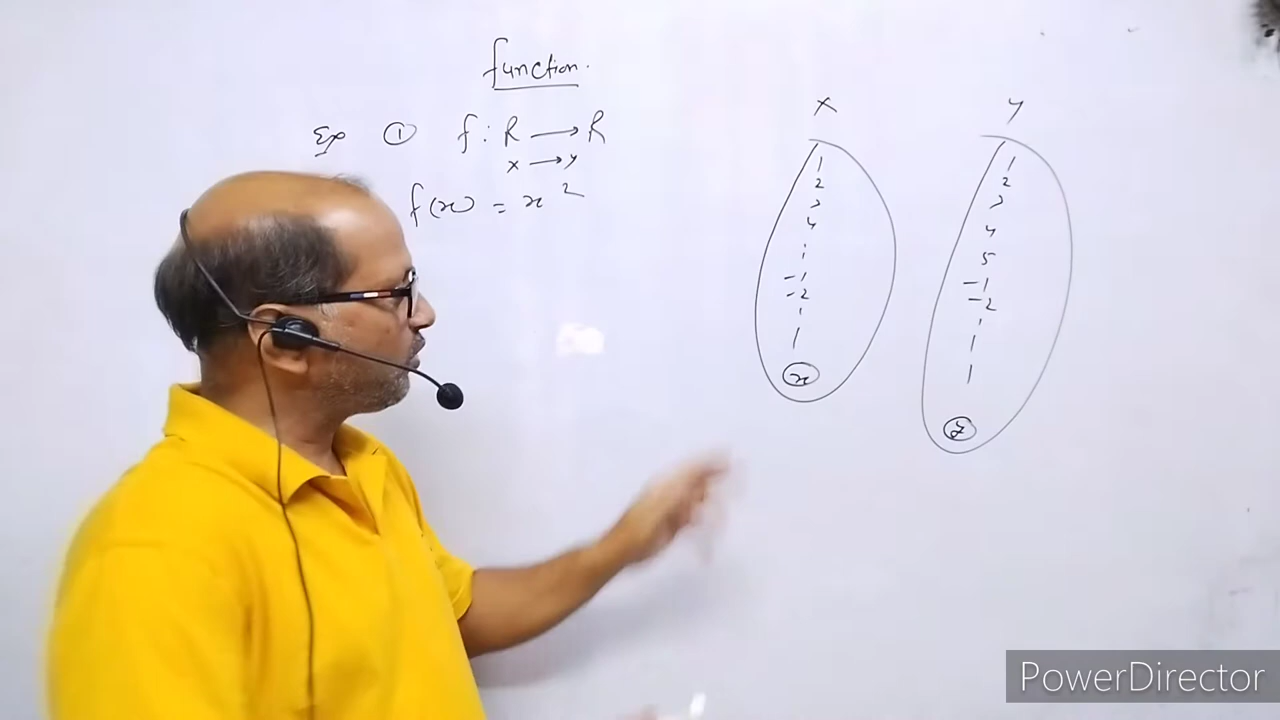 function.
Ex ① f : R → R
x → y
f(x) = x²
x
1
2
3
4
-1
-2
x
y
1
2
3
4
5
-1
-2
y
PowerDirector